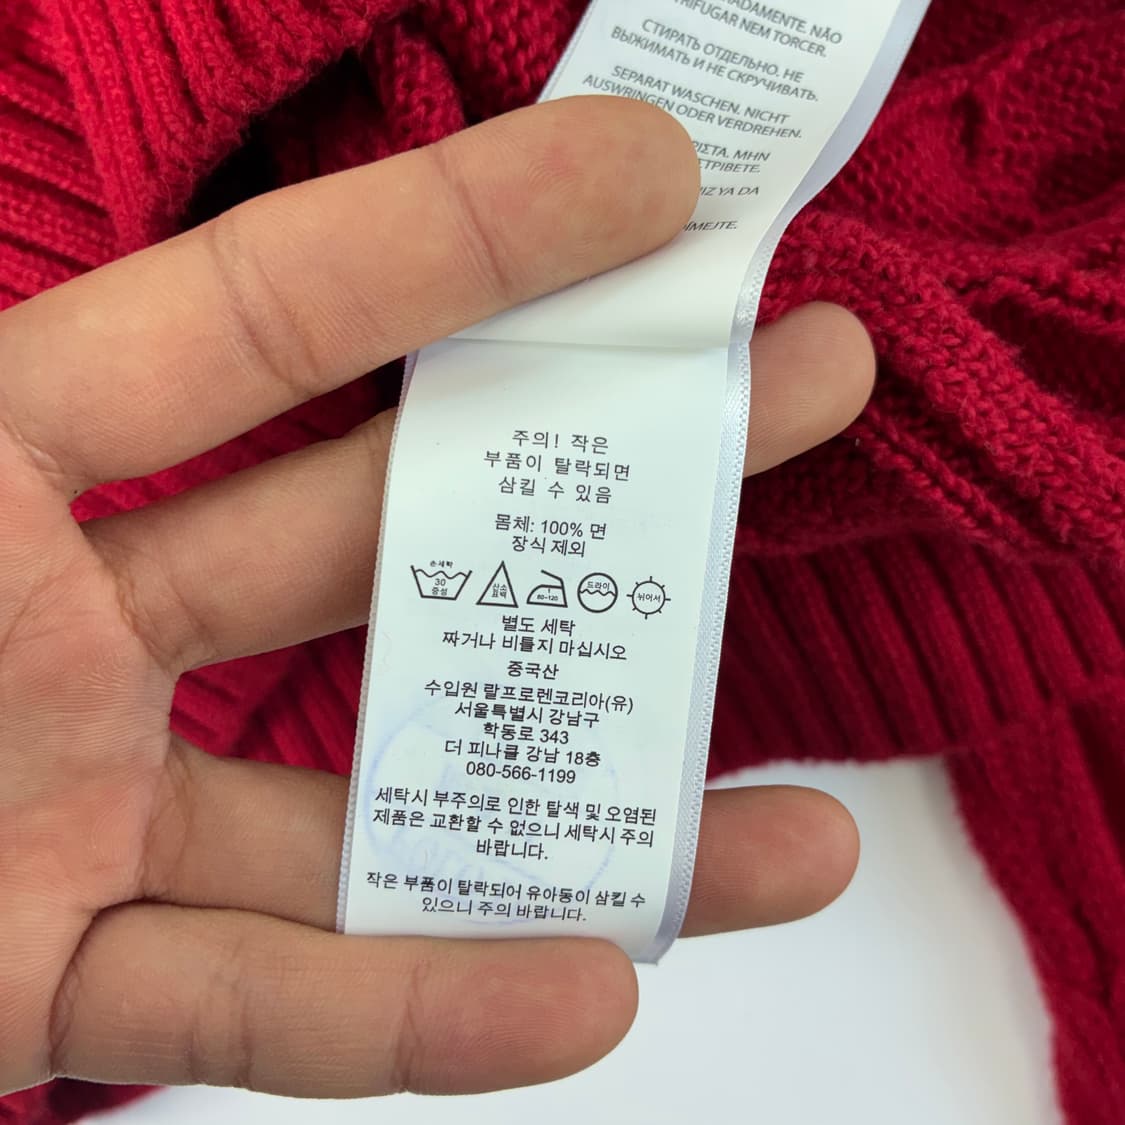 NÃO
TRIFUGAR NEM TORCER.
СТИРАТЬ ОТДЕЛЬНО. НЕ
ВЫЖИМАТЬ И НЕ СКРУЧИВАТЬ.
SEPARAT WASCHEN. NICHT
AUSWRINGEN ODER VERDREHEN.
ΜΗΝ
YA DA
주의! 작은
부품이 탈락되면
삼킬 수 있음
몸체: 100% 면
장식 제외
손세탁
30
중성
산소
표백
60-120
드라이
뉘어서
별도 세탁
짜거나 비틀지 마십시오
중국산
수입원 랄프로렌코리아(유)
서울특별시 강남구
학동로 343
더 피나클 강남 18층
080-566-1199
세탁시 부주의로 인한 탈색 및 오염된
제품은 교환할 수 없으니 세탁시 주의
바랍니다.
작은 부품이 탈락되어 유아동이 삼킬 수
있으니 주의 바랍니다.